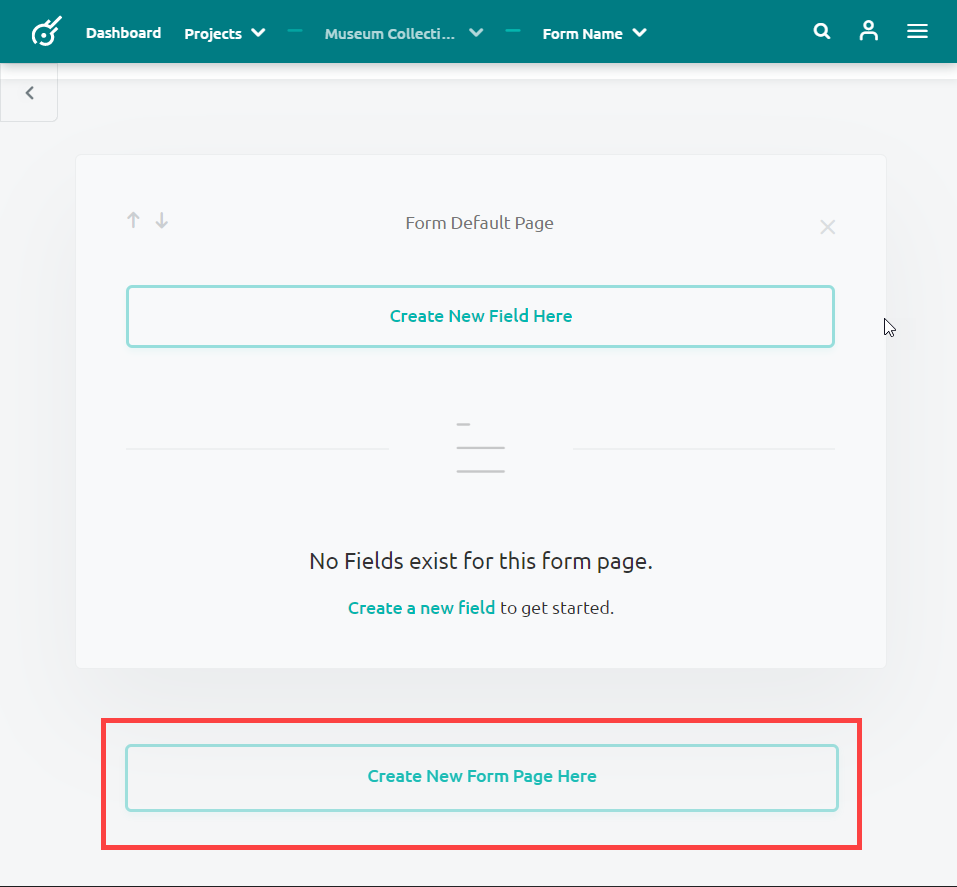 Dashboard Projects Museum Collecti... Form Name
Form Default Page
Create New Field Here
No Fields exist for this form page.
Create a new field to get started.
Create New Form Page Here